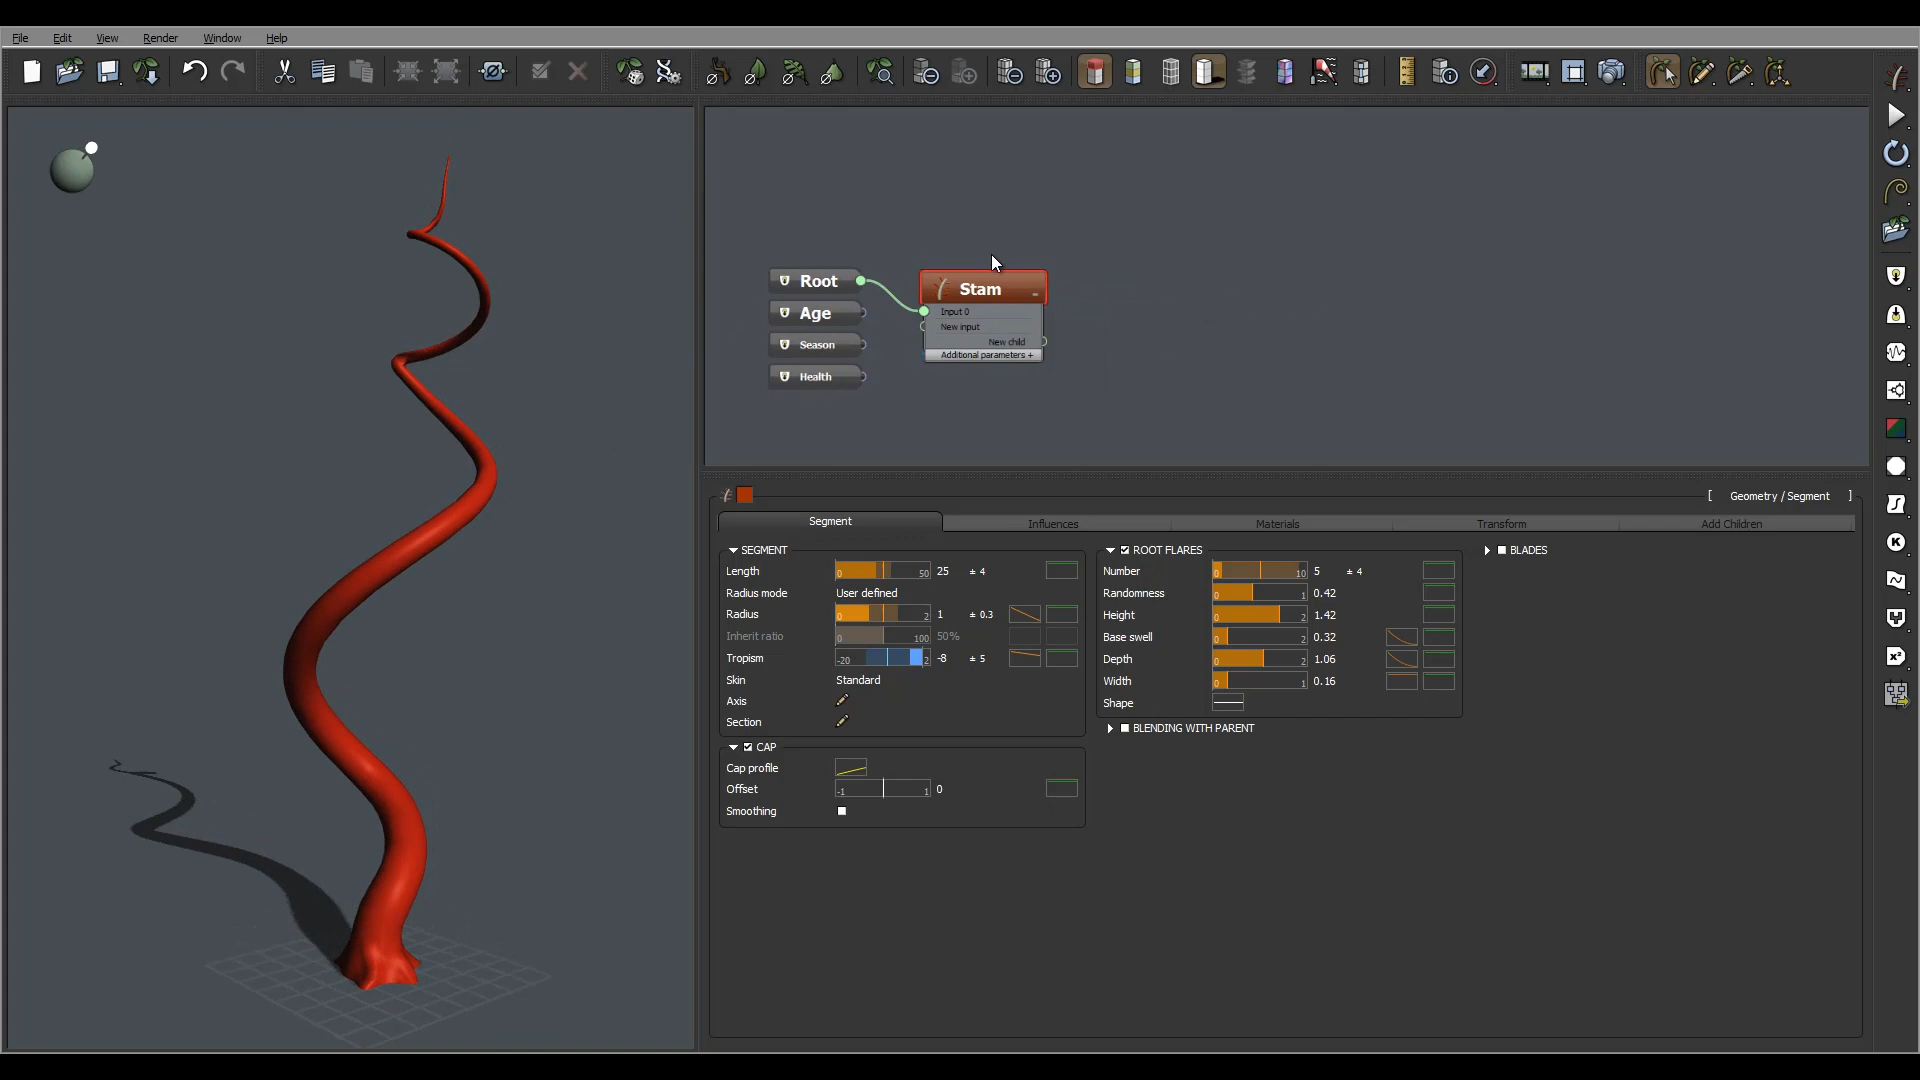 File Edit View Render Window Help
Root
Age
Season
Health
Stam
Input 0
New input
New child
Additional parameters +
[ Geometry / Segment ]
Segment Influences Materials Transform Add Children
SEGMENT
Length 0 50 25 ± 4
Radius mode User defined
Radius 0 2 1 ± 0.3
Inherit ratio 0 100 50%
Tropism -20 2 -8 ± 5
Skin Standard
Axis
Section
CAP
Cap profile
Offset -1 1 0
Smoothing
ROOT FLARES
Number 0 10 5 ± 4
Randomness 0 1 0.42
Height 0 2 1.42
Base swell 0 2 0.32
Depth 0 2 1.06
Width 0 1 0.16
Shape
BLENDING WITH PARENT
BLADES
K
x²